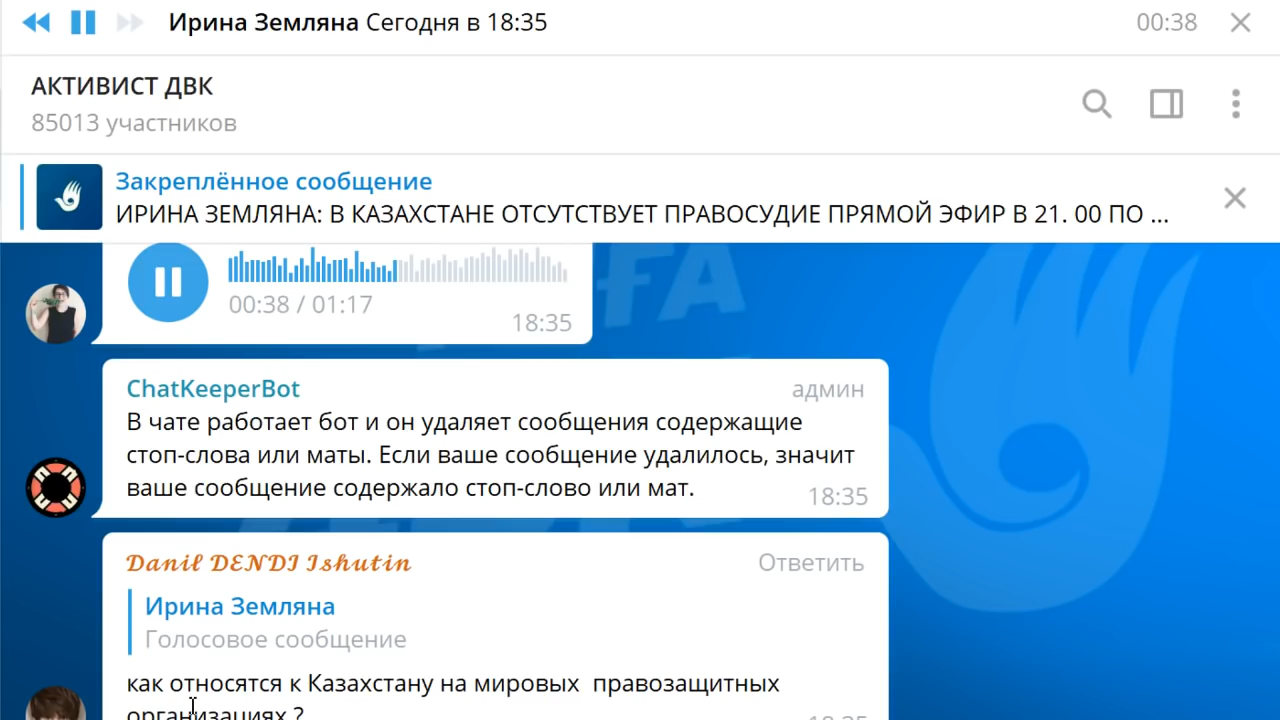 Ирина Земляна Сегодня в 18:35
00:38
АКТИВИСТ ДВК
85013 участников
Закреплённое сообщение
ИРИНА ЗЕМЛЯНА: В КАЗАХСТАНЕ ОТСУТСТВУЕТ ПРАВОСУДИЕ ПРЯМОЙ ЭФИР В 21. 00 ПО ...
00:38 / 01:17
18:35
ChatKeeperBot
админ
В чате работает бот и он удаляет сообщения содержащие
стоп-слова или маты. Если ваше сообщение удалилось, значит
ваше сообщение содержало стоп-слово или мат.
18:35
Danil DENDI Ishutin
Ответить
Ирина Земляна
Голосовое сообщение
как относятся к Казахстану на мировых  правозащитных
организациях ?
18:35